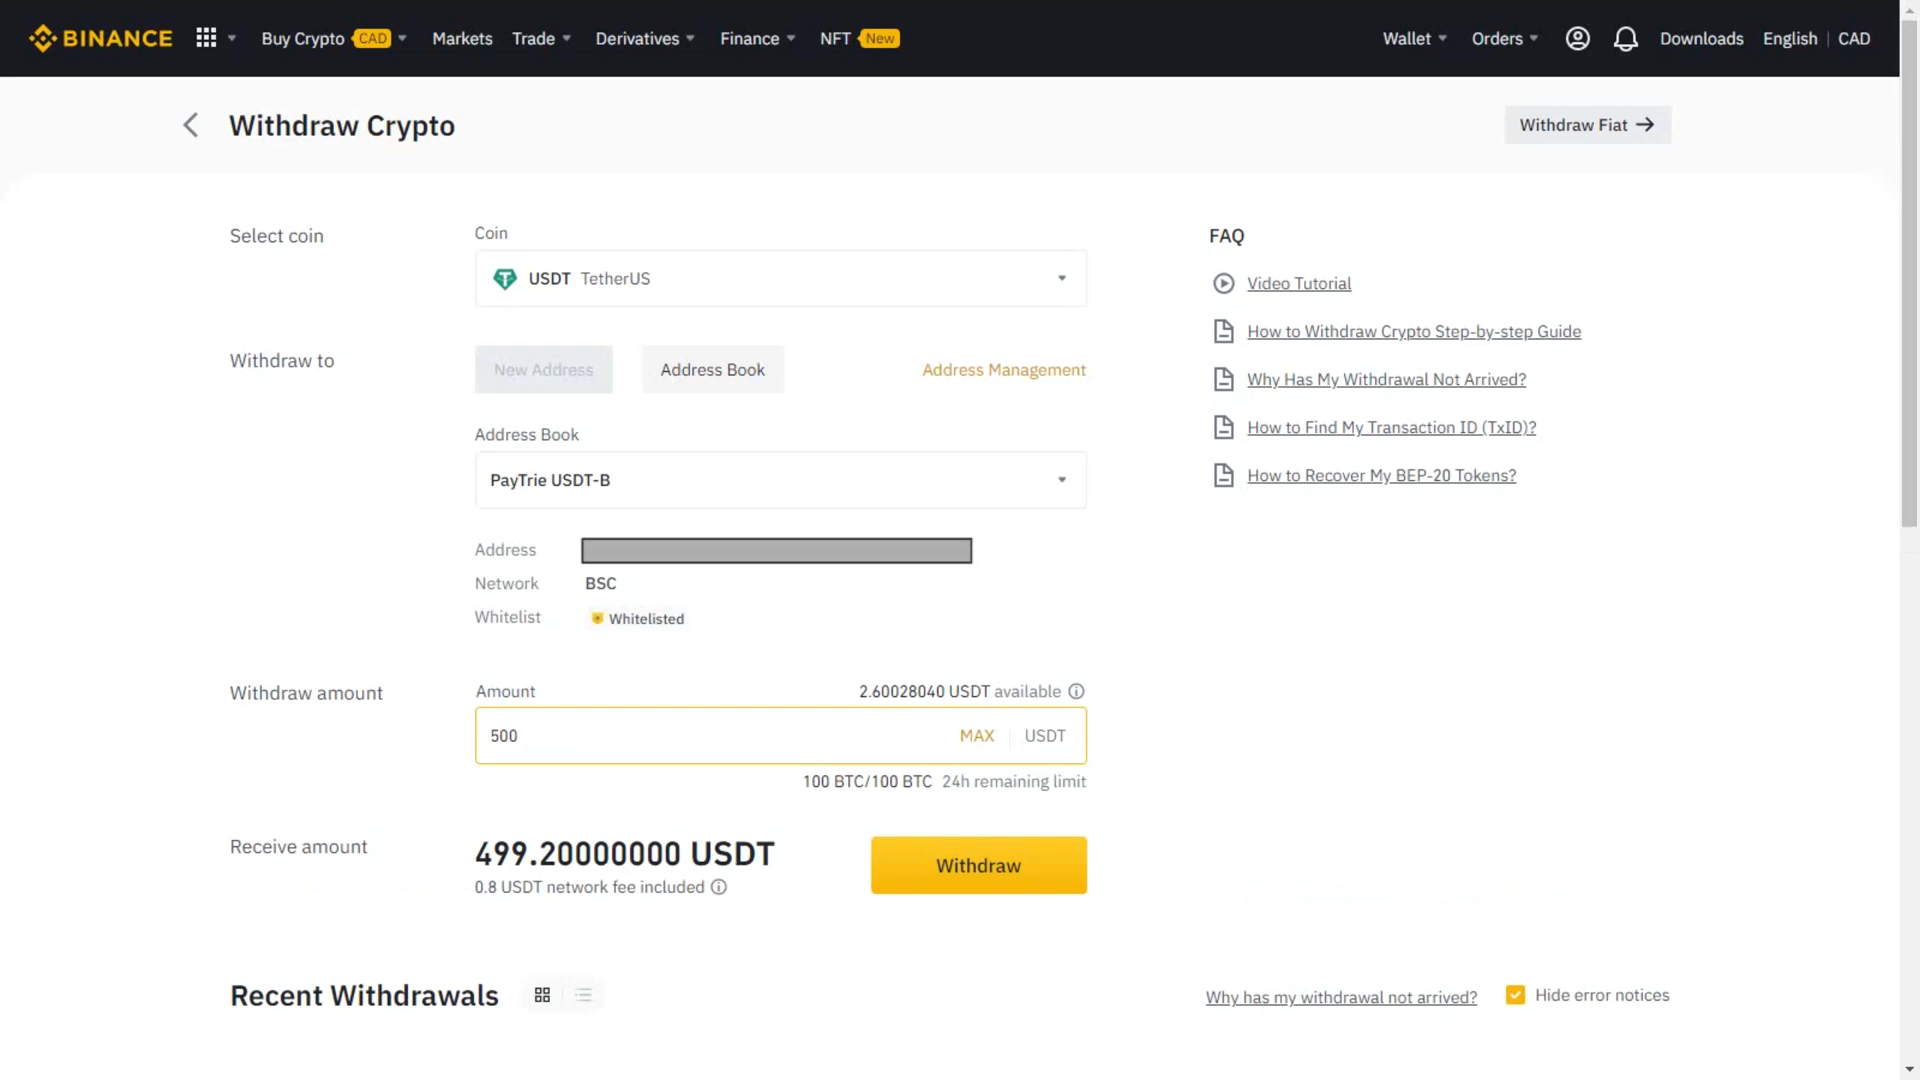 BINANCE Buy Crypto CAD Markets Trade Derivatives Finance NFT New Wallet Orders Downloads English | CAD
Withdraw Crypto
Withdraw Fiat →
Select coin
Coin
USDT TetherUS
Withdraw to
New Address Address Book Address Management
Address Book
PayTrie USDT-B
Address
Network BSC
Whitelist Whitelisted
Withdraw amount
Amount 2.60028040 USDT available
500 MAX USDT
100 BTC/100 BTC 24h remaining limit
Receive amount
499.20000000 USDT
0.8 USDT network fee included
Withdraw
FAQ
Video Tutorial
How to Withdraw Crypto Step-by-step Guide
Why Has My Withdrawal Not Arrived?
How to Find My Transaction ID (TxID)?
How to Recover My BEP-20 Tokens?
Recent Withdrawals
Why has my withdrawal not arrived? Hide error notices